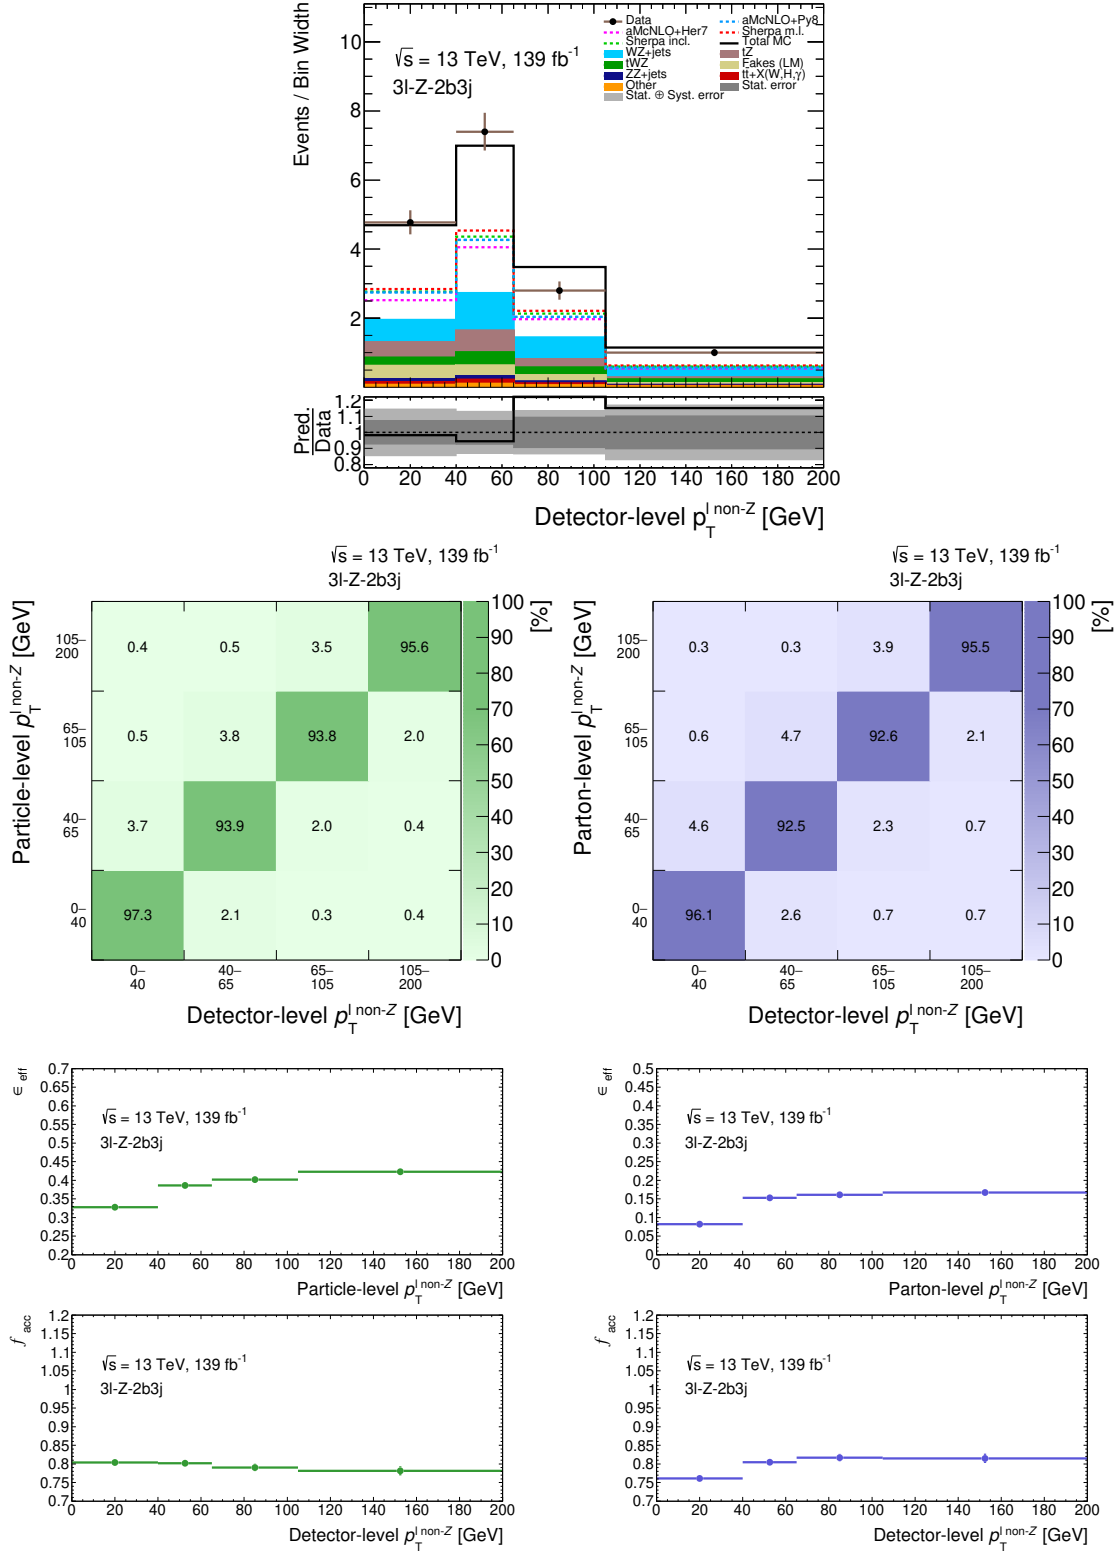 Events / Bin Width
√s = 13 TeV, 139 fb⁻¹
3l-Z-2b3j
Data
aMcNLO+Py8
aMcNLO+Her7
Sherpa m.l.
Sherpa incl.
Total MC
WZ+jets
tZ
tWZ
Fakes (LM)
ZZ+jets
tt+X(W,H,γ)
Other
Stat. error
Stat. ⊕ Syst. error
10
8
6
4
2
Pred.
Data
1.2
1.1
1
0.9
0.8
0 20 40 60 80 100 120 140 160 180 200
Detector-level p_T^{l non-Z} [GeV]
√s = 13 TeV, 139 fb⁻¹
3l-Z-2b3j
Particle-level p_T^{l non-Z} [GeV]
105–
200
0.4 0.5 3.5 95.6
65–
105
0.5 3.8 93.8 2.0
40–
65
3.7 93.9 2.0 0.4
0–
40
97.3 2.1 0.3 0.4
0–
40
40–
65
65–
105
105–
200
Detector-level p_T^{l non-Z} [GeV]
[%]
100
90
80
70
60
50
40
30
20
10
0
√s = 13 TeV, 139 fb⁻¹
3l-Z-2b3j
Parton-level p_T^{l non-Z} [GeV]
105–
200
0.3 0.3 3.9 95.5
65–
105
0.6 4.7 92.6 2.1
40–
65
4.6 92.5 2.3 0.7
0–
40
96.1 2.6 0.7 0.7
0–
40
40–
65
65–
105
105–
200
Detector-level p_T^{l non-Z} [GeV]
[%]
100
90
80
70
60
50
40
30
20
10
0
ϵ_eff
0.7
0.65
0.6
0.55
0.5
0.45
0.4
0.35
0.3
0.25
0.2
√s = 13 TeV, 139 fb⁻¹
3l-Z-2b3j
0 20 40 60 80 100 120 140 160 180 200
Particle-level p_T^{l non-Z} [GeV]
ϵ_eff
0.5
0.45
0.4
0.35
0.3
0.25
0.2
0.15
0.1
0.05
0
√s = 13 TeV, 139 fb⁻¹
3l-Z-2b3j
0 20 40 60 80 100 120 140 160 180 200
Parton-level p_T^{l non-Z} [GeV]
f_acc
1.2
1.15
1.1
1.05
1
0.95
0.9
0.85
0.8
0.75
0.7
√s = 13 TeV, 139 fb⁻¹
3l-Z-2b3j
0 20 40 60 80 100 120 140 160 180 200
Detector-level p_T^{l non-Z} [GeV]
f_acc
1.2
1.15
1.1
1.05
1
0.95
0.9
0.85
0.8
0.75
0.7
√s = 13 TeV, 139 fb⁻¹
3l-Z-2b3j
0 20 40 60 80 100 120 140 160 180 200
Detector-level p_T^{l non-Z} [GeV]